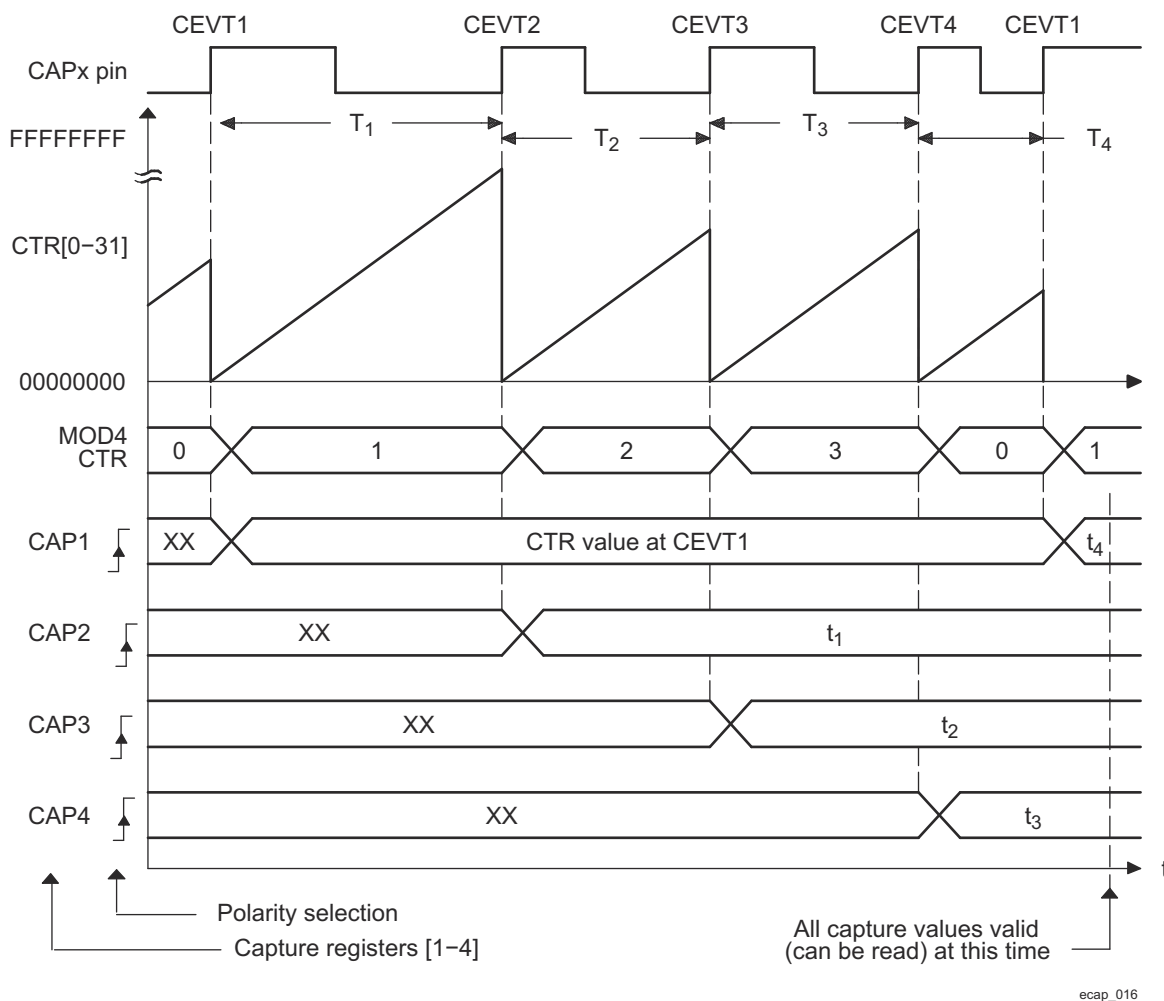 CEVT1 CEVT2 CEVT3 CEVT4 CEVT1
CAPx pin
T1 T2 T3 T4
FFFFFFFF
CTR[0−31]
00000000
MOD4
CTR
0 1 2 3 0 1
CAP1 XX CTR value at CEVT1 t4
CAP2 XX t1
CAP3 XX t2
CAP4 XX t3
t
Polarity selection
Capture registers [1−4]
All capture values valid
(can be read) at this time
ecap_016